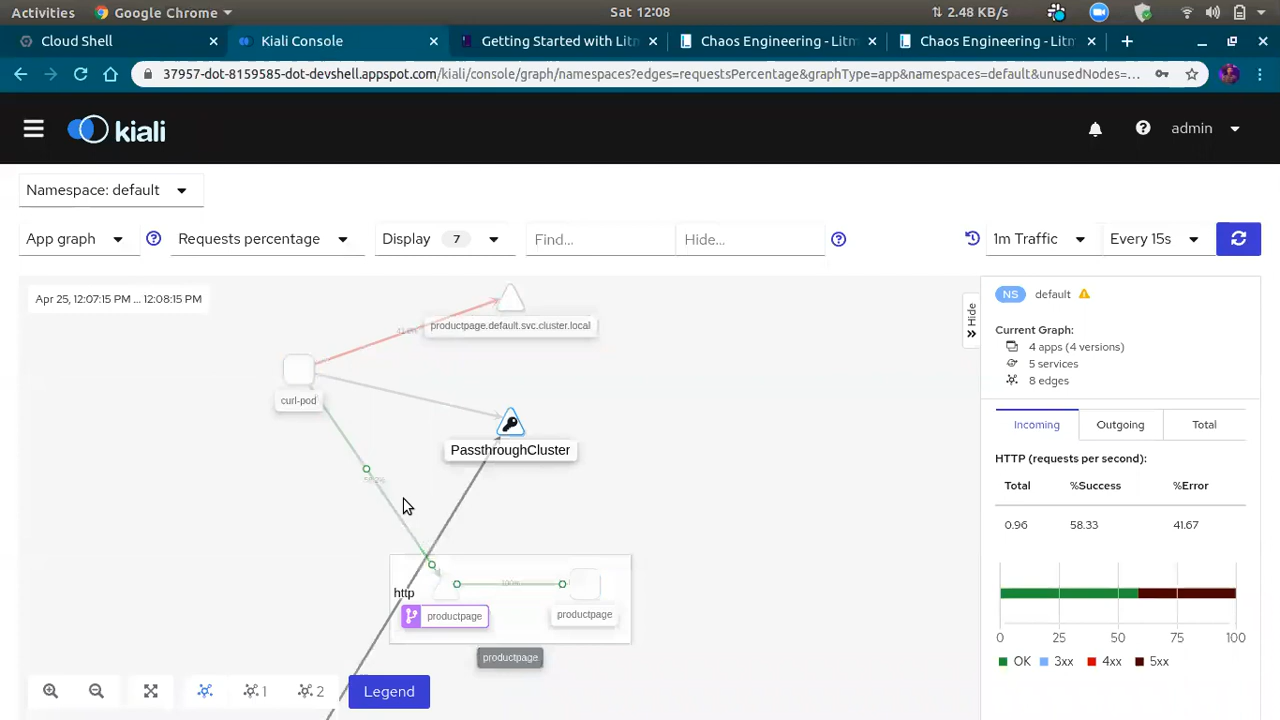 Activities
Google Chrome
Sat 12:08
2.48 KB/s
Cloud Shell
Kiali Console
Getting Started with Litm
Chaos Engineering - Litm
Chaos Engineering - Litm
37957-dot-8159585-dot-devshell.appspot.com/kiali/console/graph/namespaces?edges=requestsPercentage&graphType=app&namespaces=default&unusedNodes=...
kiali
admin
Namespace: default
App graph
Requests percentage
Display 7
Find...
Hide...
1m Traffic
Every 15s
Apr 25, 12:07:15 PM ... 12:08:15 PM
productpage.default.svc.cluster.local
curl-pod
PassthroughCluster
http
100%
productpage
productpage
productpage
1
2
Legend
Hide
NS default
Current Graph:
4 apps (4 versions)
5 services
8 edges
Incoming
Outgoing
Total
HTTP (requests per second):
Total %Success %Error
0.96 58.33 41.67
0 25 50 75 100
OK 3xx 4xx 5xx